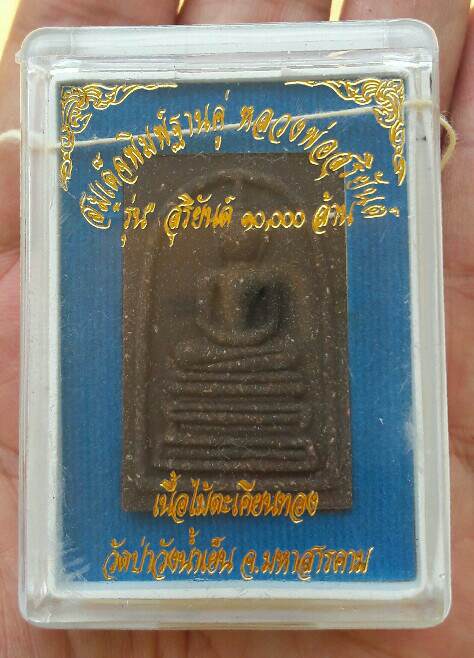 สมเด็จพิมพ์ฐานคู่ หลวงพ่อสุริยันต์
"รุ่น" สุริยันต์ ๑๐,๐๐๐ ล้าน
เนื้อไม้ตะเคียนทอง
วัดป่าวังน้ำเย็น จ.มหาสารคาม